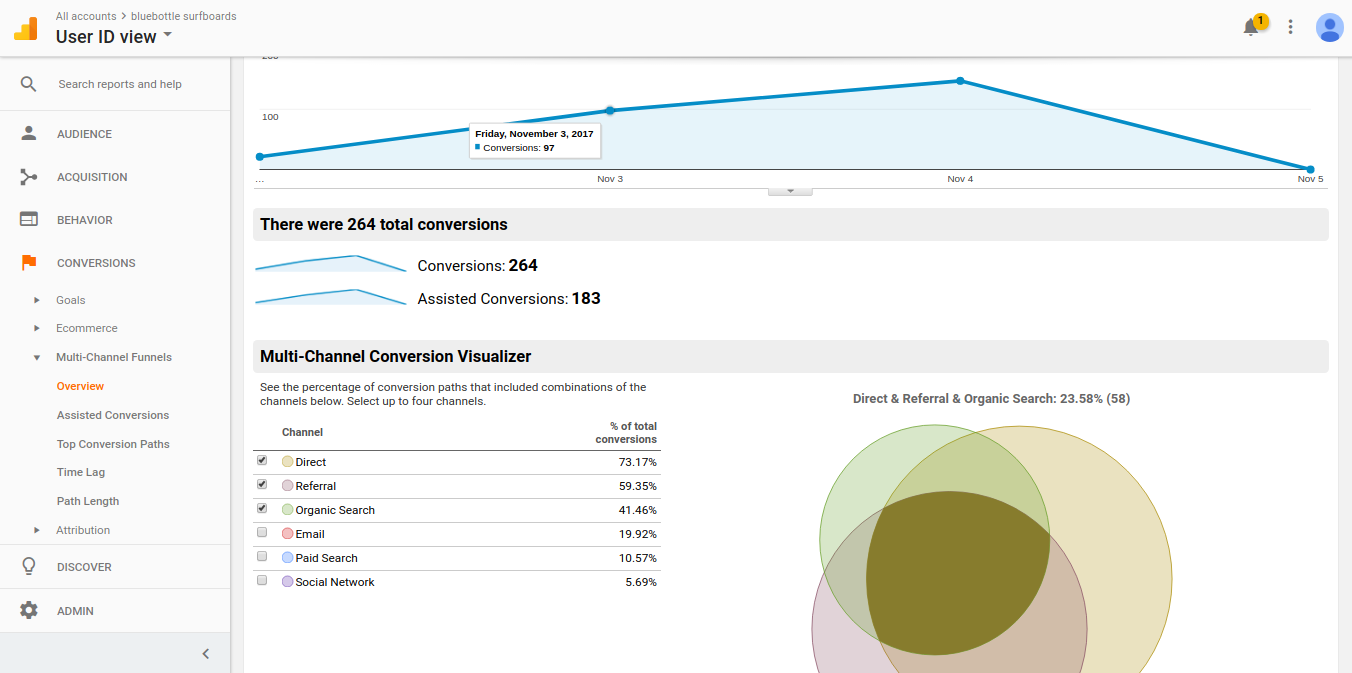 All accounts > bluebottle surfboards
User ID view
1
Search reports and help
AUDIENCE
ACQUISITION
BEHAVIOR
CONVERSIONS
Goals
Ecommerce
Multi-Channel Funnels
Overview
Assisted Conversions
Top Conversion Paths
Time Lag
Path Length
Attribution
DISCOVER
ADMIN
100
Friday, November 3, 2017
Conversions: 97
...
Nov 3
Nov 4
Nov 5
There were 264 total conversions
Conversions: 264
Assisted Conversions: 183
Multi-Channel Conversion Visualizer
See the percentage of conversion paths that included combinations of the
channels below. Select up to four channels.
Channel
% of total
conversions
Direct 73.17%
Referral 59.35%
Organic Search 41.46%
Email 19.92%
Paid Search 10.57%
Social Network 5.69%
Direct & Referral & Organic Search: 23.58% (58)